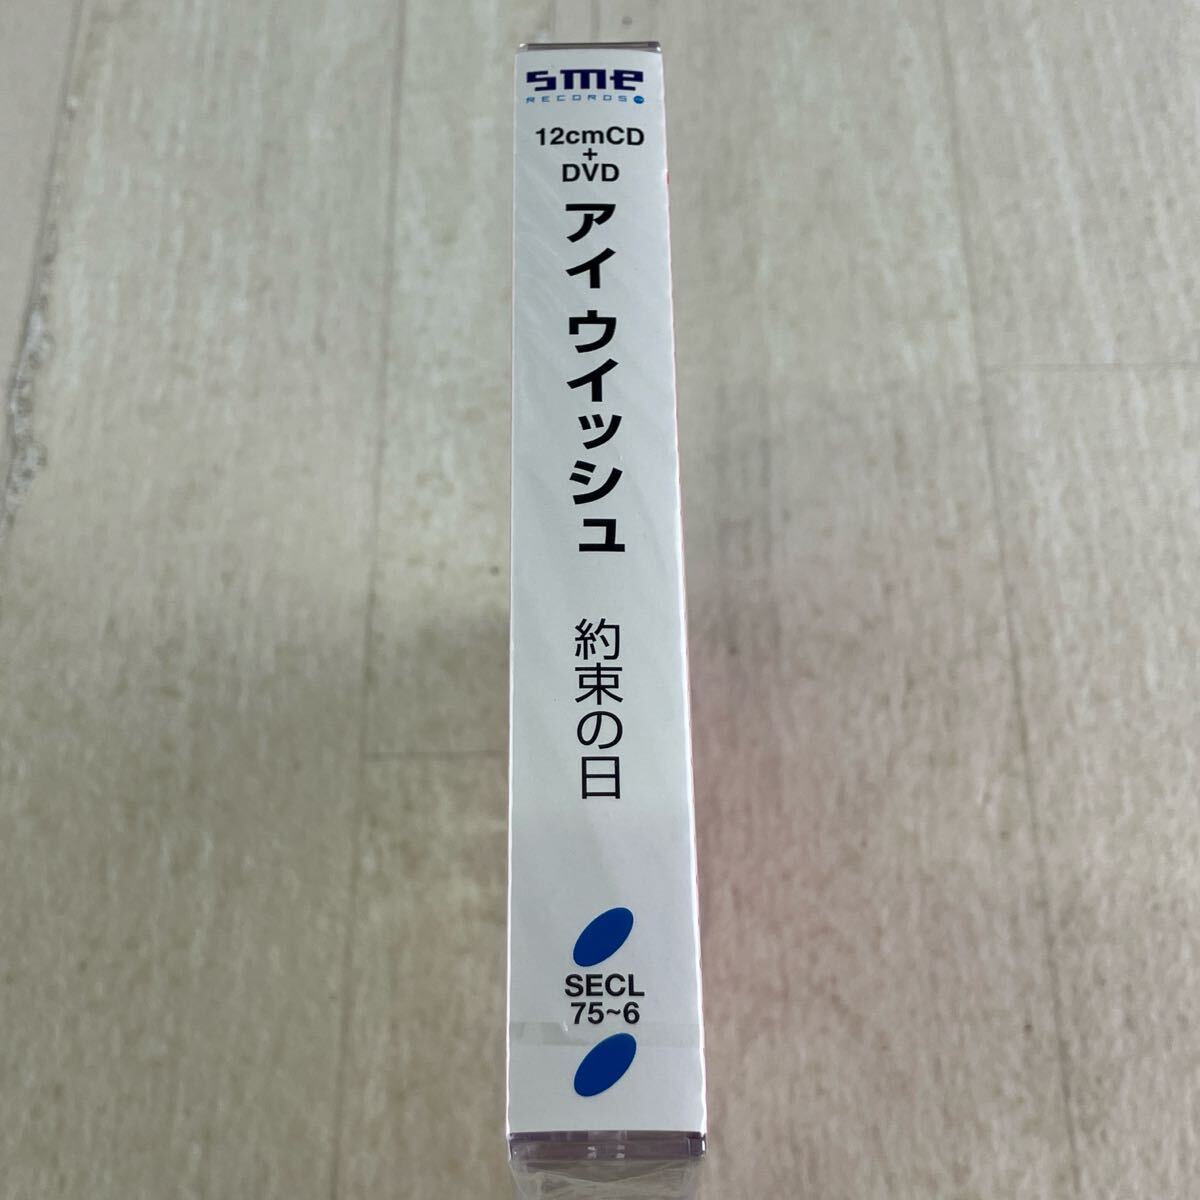 sme
RECORDS
12cmCD
+
DVD
アイ ウイッシュ
約束の日
SECL
75~6